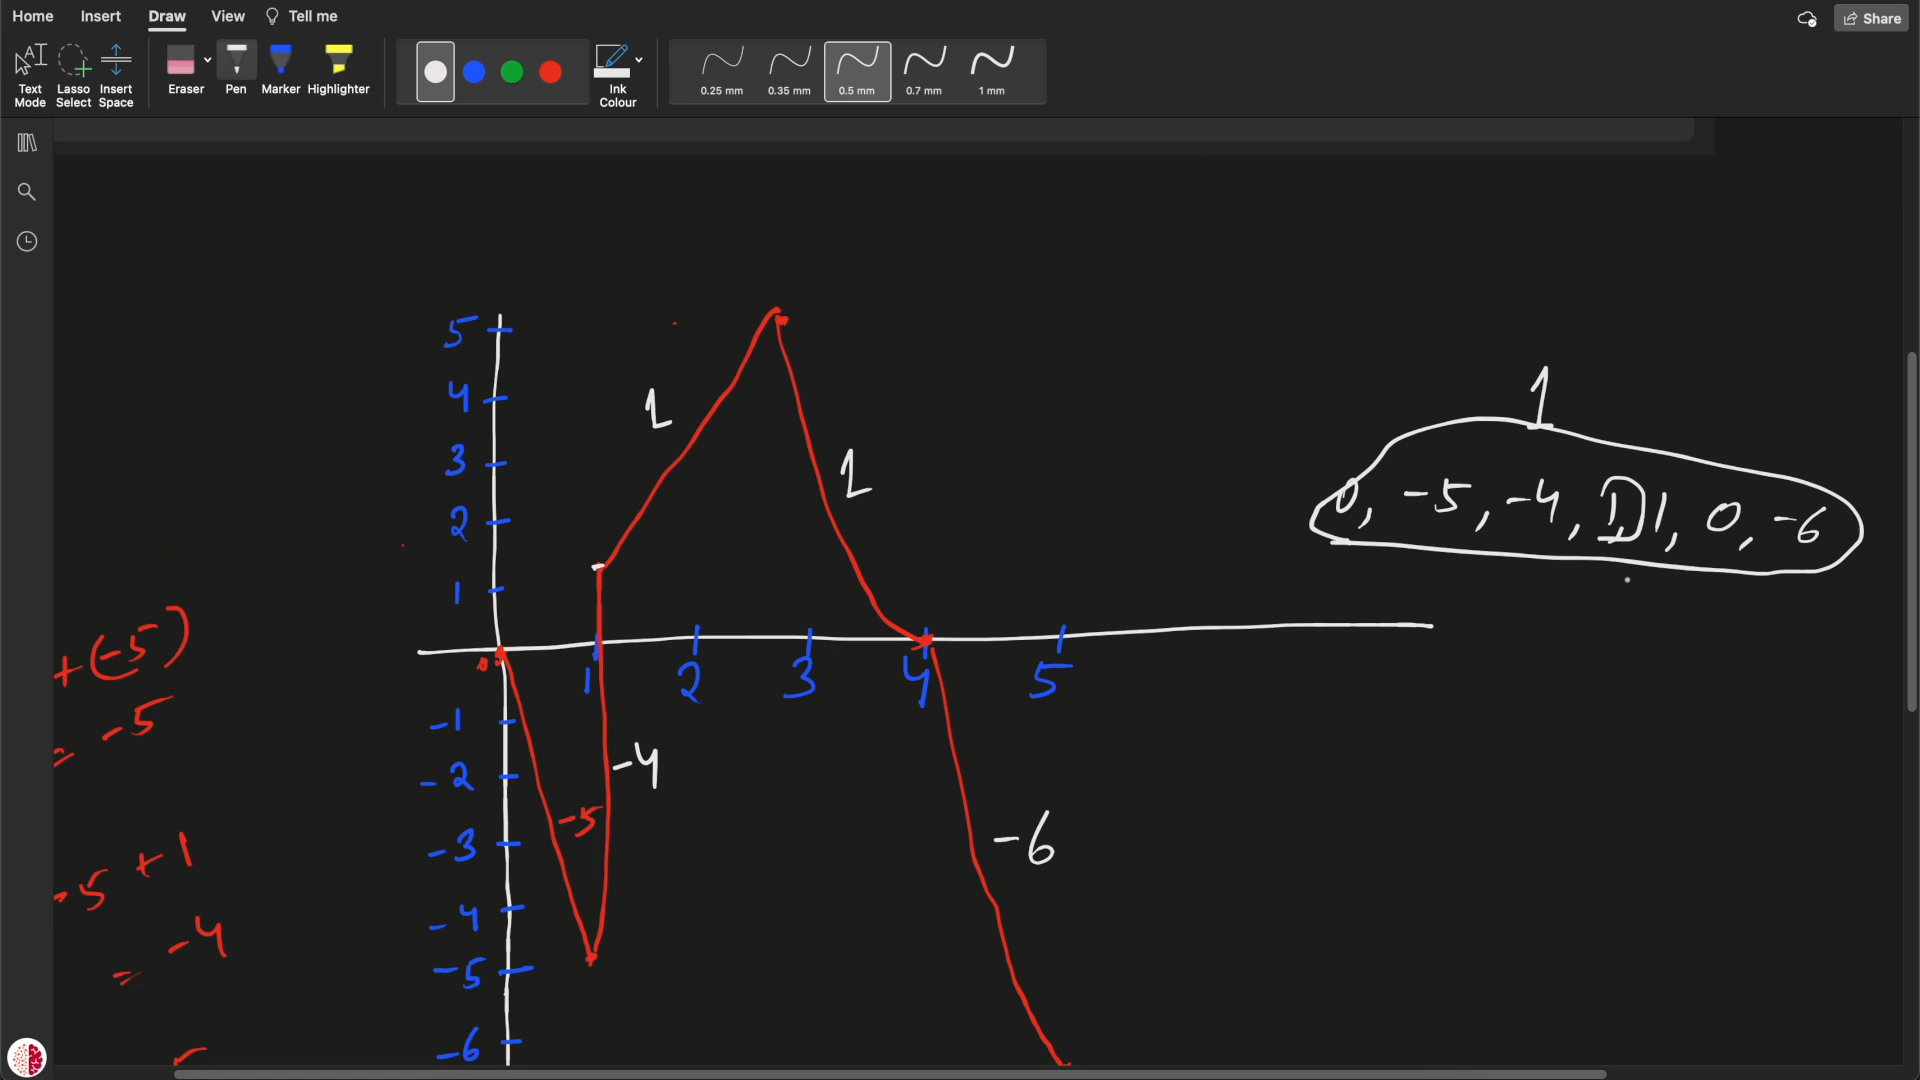 Home Insert Draw View Tell me
Share
Text Mode
Lasso Select
Insert Space
Eraser
Pen
Marker
Highlighter
Ink Colour
0.25 mm
0.35 mm
0.5 mm
0.7 mm
1 mm
5
4
3
2
1
0
1 2 3 4 5
-1
-2
-3
-4
-5
-6
1
1
-4
-5
-6
1
0, -5, -4, 1, 1, 0, -6
+(-5)
= -5
-5 + 1
= -4